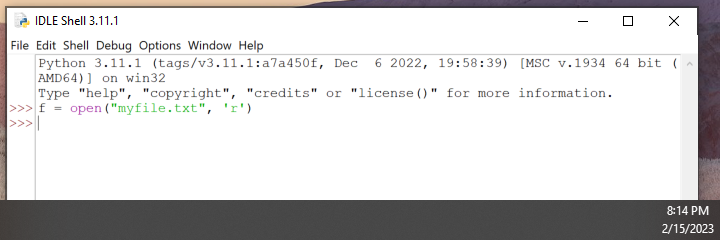 IDLE Shell 3.11.1
File Edit Shell Debug Options Window Help
Python 3.11.1 (tags/v3.11.1:a7a450f, Dec  6 2022, 19:58:39) [MSC v.1934 64 bit (
AMD64)] on win32
Type "help", "copyright", "credits" or "license()" for more information.
>>> f = open("myfile.txt", 'r')
>>>
8:14 PM
2/15/2023